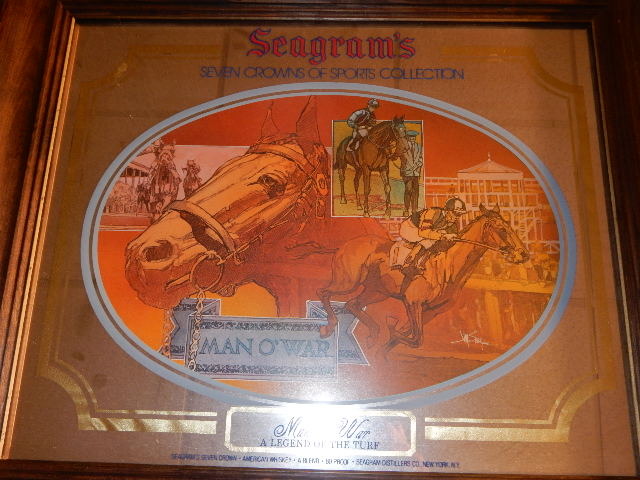 Seagram's
SEVEN CROWNS OF SPORTS COLLECTION
MAN O' WAR
Man O' War
A LEGEND OF THE TURF
SEAGRAM'S SEVEN CROWN • AMERICAN WHISKEY • A BLEND • 80 PROOF • SEAGRAM DISTILLERS CO., NEW YORK, N.Y.